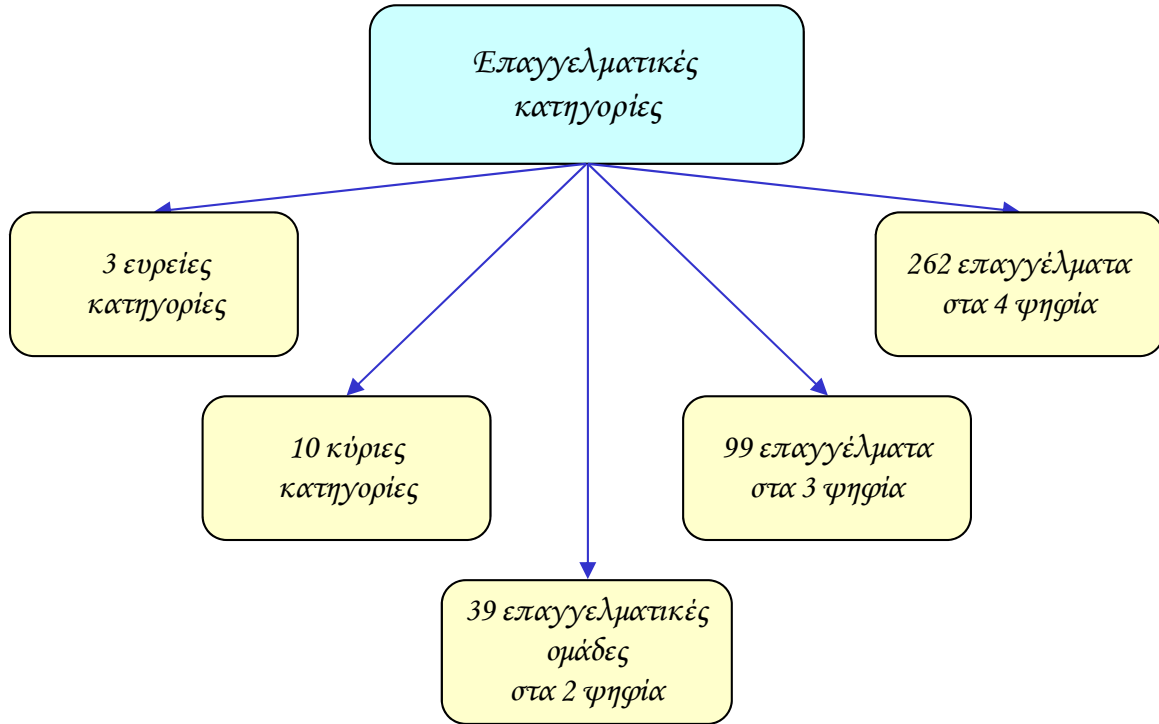 Επαγγελματικές
κατηγορίες
3 ευρείες
κατηγορίες
262 επαγγέλματα
στα 4 ψηφία
10 κύριες
κατηγορίες
99 επαγγέλματα
στα 3 ψηφία
39 επαγγελματικές
ομάδες
στα 2 ψηφία